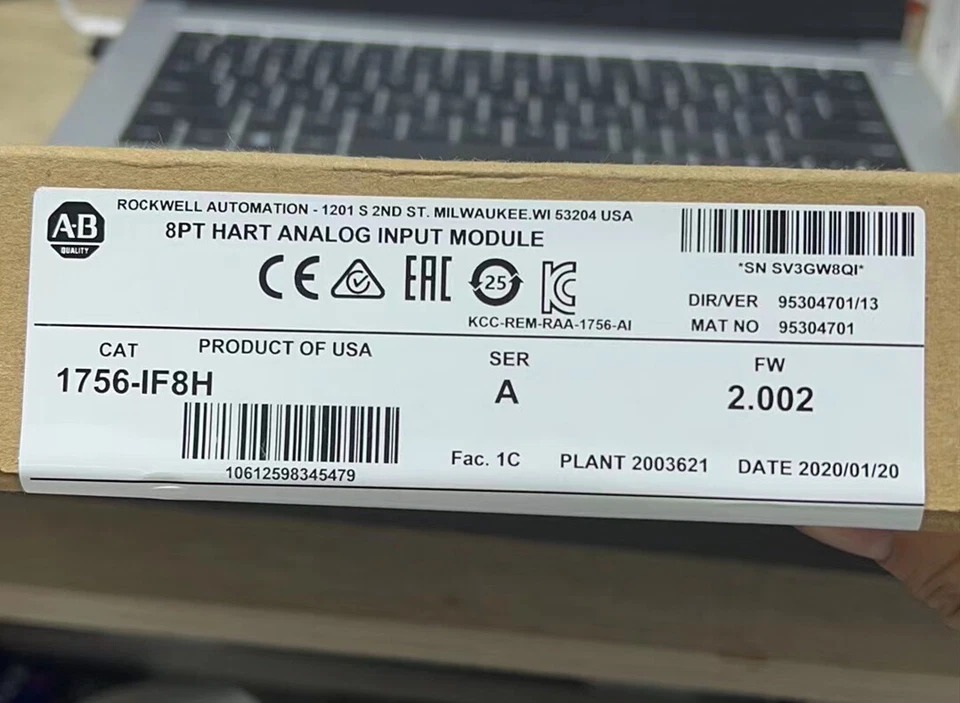 A-B
QUALITY
ROCKWELL AUTOMATION - 1201 S 2ND ST. MILWAUKEE.WI 53204 USA
8PT HART ANALOG INPUT MODULE
CE EAC 25 KC
KCC-REM-RAA-1756-AI
*SN SV3GW8QI*
DIR/VER 95304701/13
MAT NO 95304701
CAT PRODUCT OF USA
1756-IF8H
10612598345479
SER
A
FW
2.002
Fac. 1C PLANT 2003621 DATE 2020/01/20